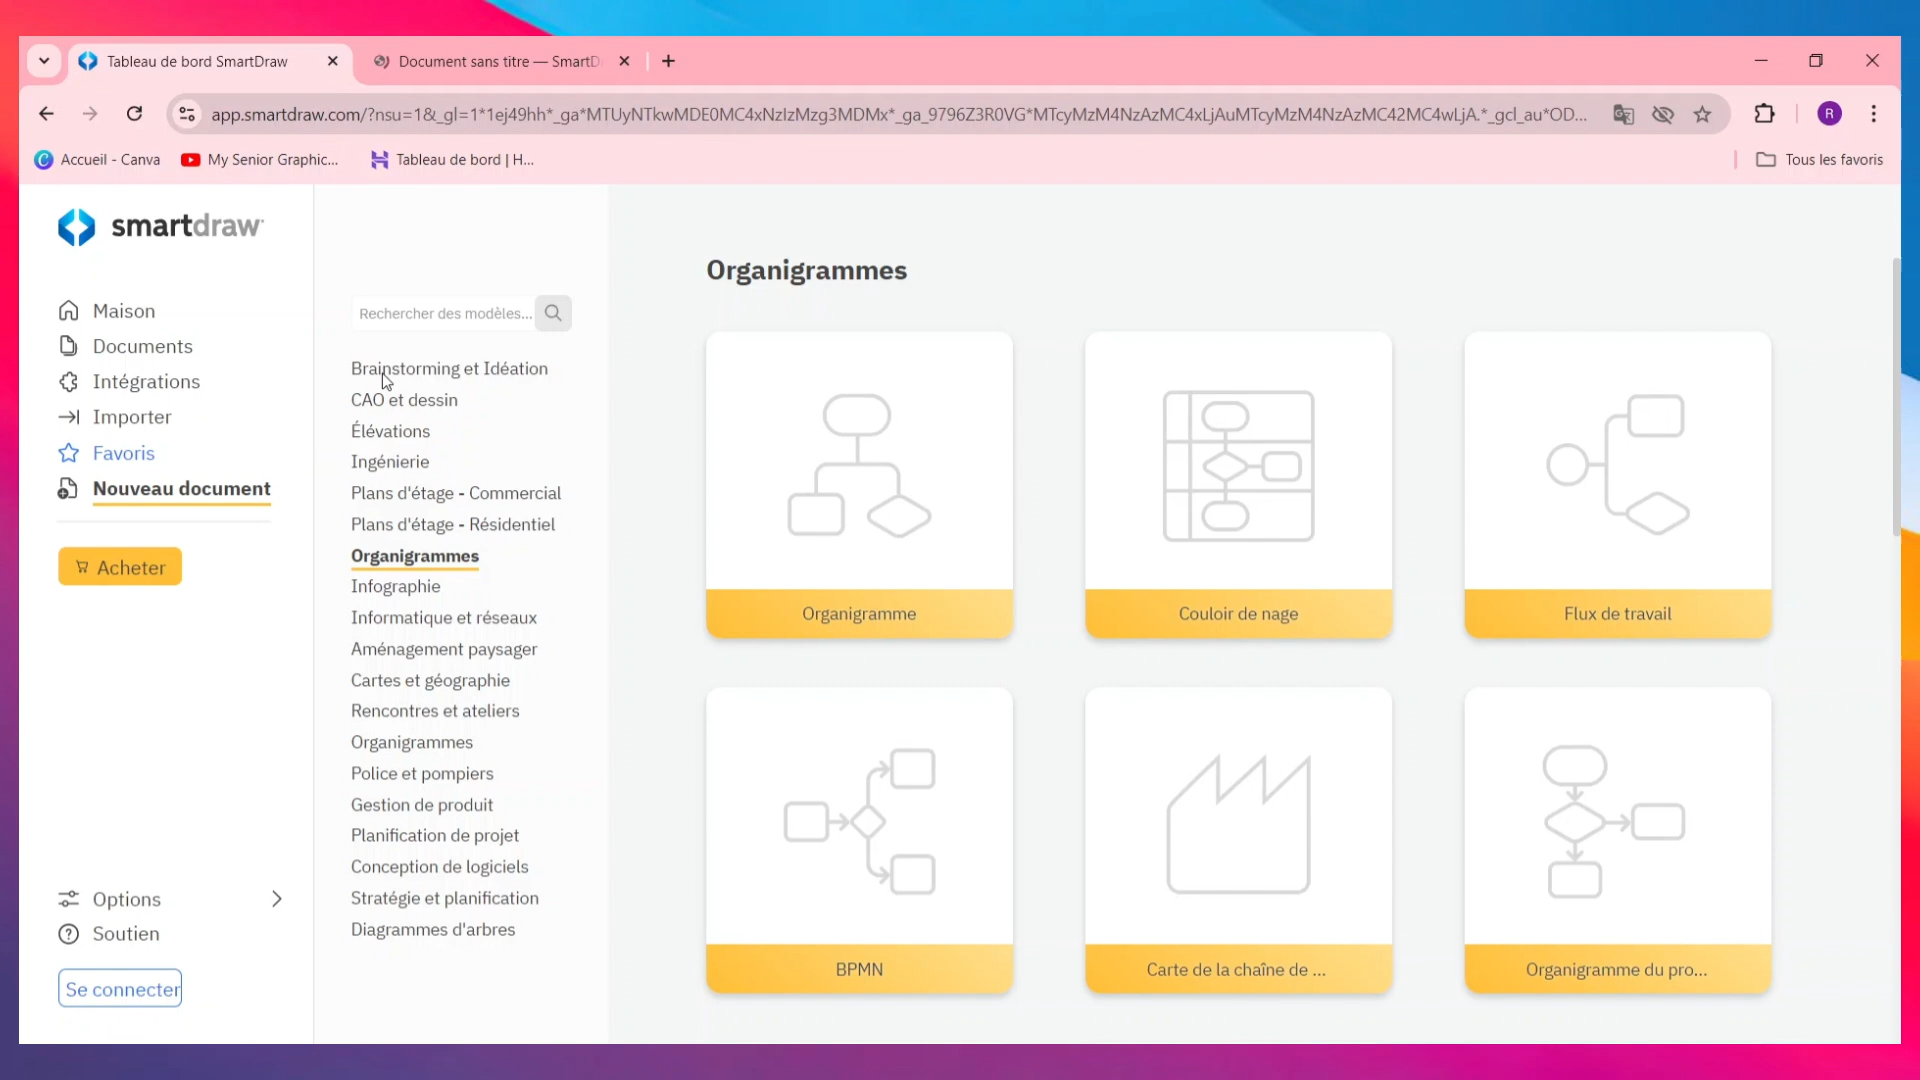 Tableau de bord SmartDraw
Document sans titre — SmartD
app.smartdraw.com/?nsu=1&_gl=1*1ej49hh*_ga*MTUyNTkwMDE0MC4xNzIzMzg3MDMx*_ga_9796Z3R0VG*MTcyMzM4NzAzMC4xLjAuMTcyMzM4NzAzMC42MC4wLjA.*_gcl_au*OD...
R
Accueil - Canva
My Senior Graphic...
Tableau de bord | H...
Tous les favoris
smartdraw
Maison
Documents
Intégrations
Importer
Favoris
Nouveau document
Acheter
Options
Soutien
Se connecter
Rechercher des modèles...
Brainstorming et Idéation
CAO et dessin
Élévations
Ingénierie
Plans d'étage - Commercial
Plans d'étage - Résidentiel
Organigrammes
Infographie
Informatique et réseaux
Aménagement paysager
Cartes et géographie
Rencontres et ateliers
Organigrammes
Police et pompiers
Gestion de produit
Planification de projet
Conception de logiciels
Stratégie et planification
Diagrammes d'arbres
Organigrammes
Organigramme
Couloir de nage
Flux de travail
BPMN
Carte de la chaîne de ...
Organigramme du pro...